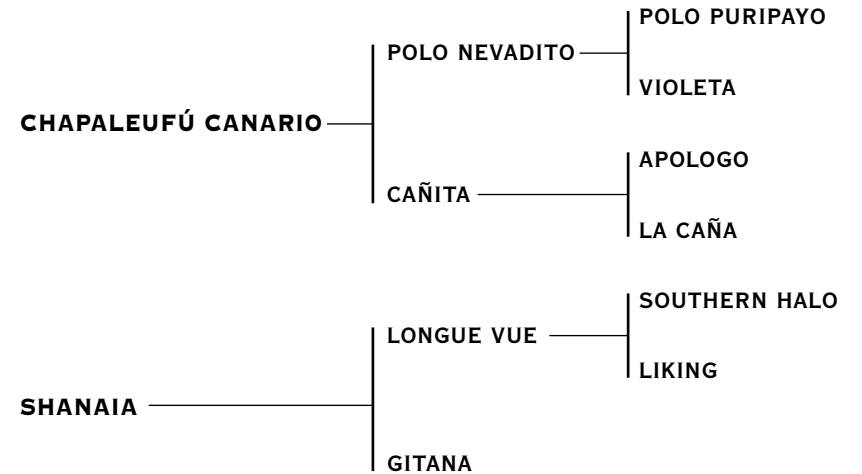 POLO PURIPAYO
POLO NEVADITO
VIOLETA
CHAPALEUFÚ CANARIO
APOLOGO
CAÑITA
LA CAÑA
SOUTHERN HALO
LONGUE VUE
LIKING
SHANAIA
GITANA